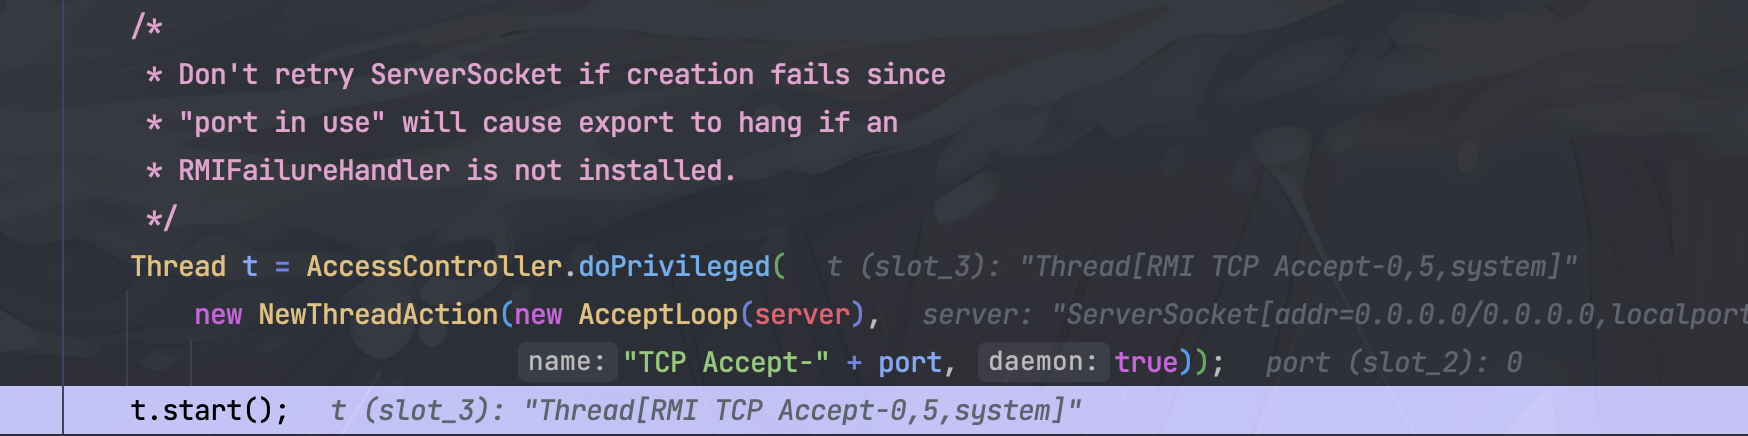 /*
* Don't retry ServerSocket if creation fails since
* "port in use" will cause export to hang if an
* RMIFailureHandler is not installed.
*/
Thread t = AccessController.doPrivileged( t (slot_3): "Thread[RMI TCP Accept-0,5,system]"
new NewThreadAction(new AcceptLoop(server), server: "ServerSocket[addr=0.0.0.0/0.0.0.0,localport
name: "TCP Accept-" + port, daemon: true)); port (slot_2): 0
t.start(); t (slot_3): "Thread[RMI TCP Accept-0,5,system]"